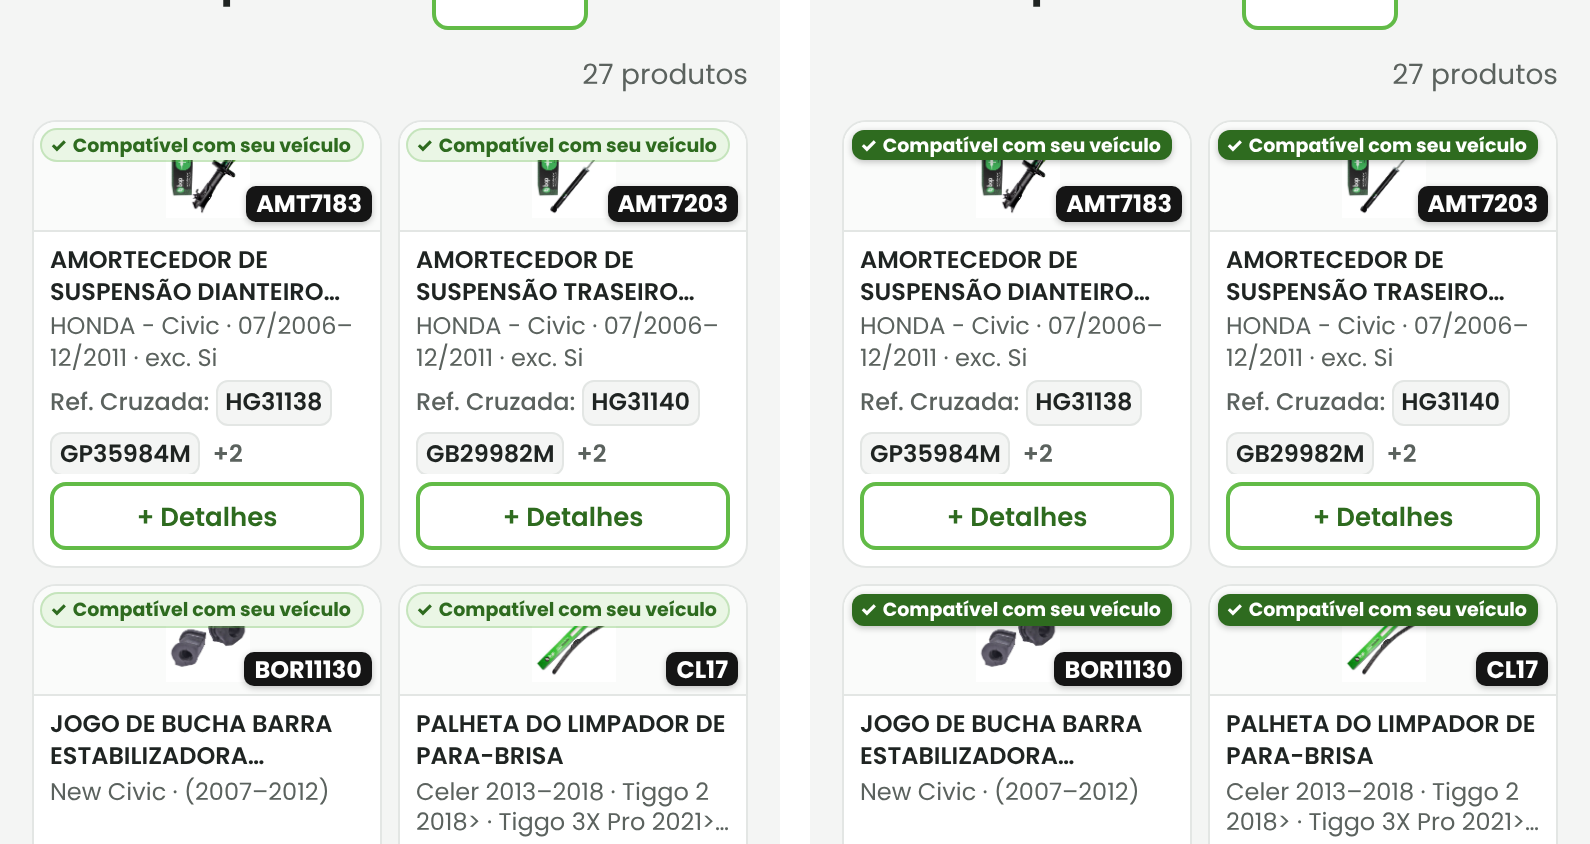 27 produtos
✓ Compatível com seu veículo
AMT7183
AMORTECEDOR DE
SUSPENSÃO DIANTEIRO…
HONDA - Civic · 07/2006–
12/2011 · exc. Si
Ref. Cruzada: HG31138
GP35984M +2
+ Detalhes
✓ Compatível com seu veículo
AMT7203
AMORTECEDOR DE
SUSPENSÃO TRASEIRO…
HONDA - Civic · 07/2006–
12/2011 · exc. Si
Ref. Cruzada: HG31140
GB29982M +2
+ Detalhes
✓ Compatível com seu veículo
BOR11130
JOGO DE BUCHA BARRA
ESTABILIZADORA…
New Civic · (2007–2012)
✓ Compatível com seu veículo
CL17
PALHETA DO LIMPADOR DE
PARA-BRISA
Celer 2013–2018 · Tiggo 2
2018> · Tiggo 3X Pro 2021>…
27 produtos
✓ Compatível com seu veículo
AMT7183
AMORTECEDOR DE
SUSPENSÃO DIANTEIRO…
HONDA - Civic · 07/2006–
12/2011 · exc. Si
Ref. Cruzada: HG31138
GP35984M +2
+ Detalhes
✓ Compatível com seu veículo
AMT7203
AMORTECEDOR DE
SUSPENSÃO TRASEIRO…
HONDA - Civic · 07/2006–
12/2011 · exc. Si
Ref. Cruzada: HG31140
GB29982M +2
+ Detalhes
✓ Compatível com seu veículo
BOR11130
JOGO DE BUCHA BARRA
ESTABILIZADORA…
New Civic · (2007–2012)
✓ Compatível com seu veículo
CL17
PALHETA DO LIMPADOR DE
PARA-BRISA
Celer 2013–2018 · Tiggo 2
2018> · Tiggo 3X Pro 2021>…